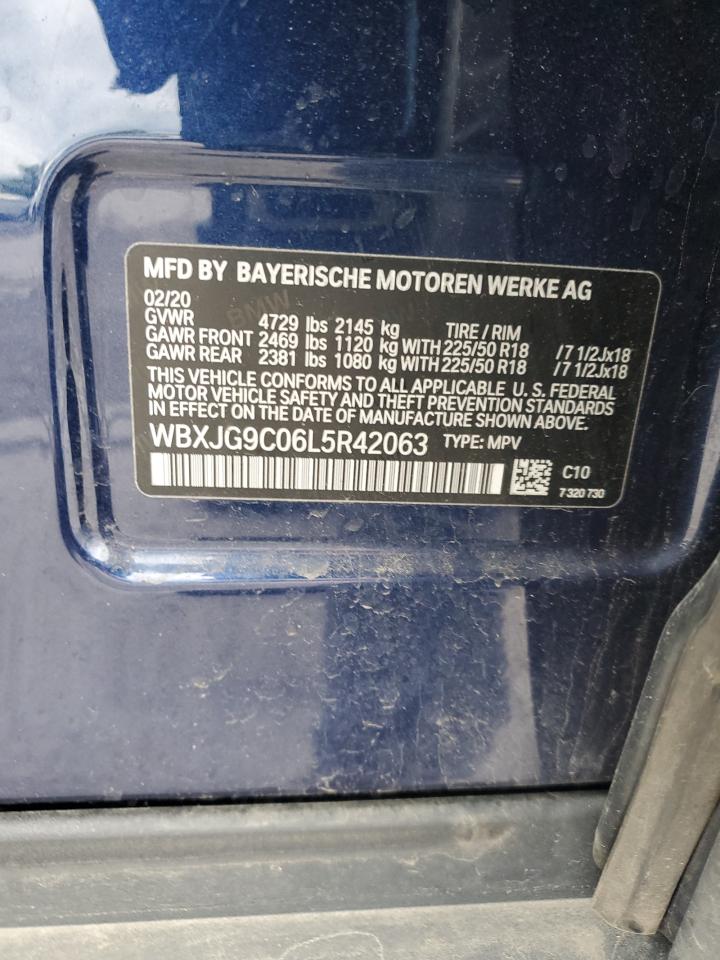 MFD BY BAYERISCHE MOTOREN WERKE AG
02/20
GVWR 4729 lbs 2145 kg TIRE / RIM
GAWR FRONT 2469 lbs 1120 kg WITH 225/50 R18 /7 1/2Jx18
GAWR REAR 2381 lbs 1080 kg WITH 225/50 R18 /7 1/2Jx18
THIS VEHICLE CONFORMS TO ALL APPLICABLE U. S. FEDERAL
MOTOR VEHICLE SAFETY AND THEFT PREVENTION STANDARDS
IN EFFECT ON THE DATE OF MANUFACTURE SHOWN ABOVE.
WBXJG9C06L5R42063 TYPE: MPV
C10
7 320 730
BMW